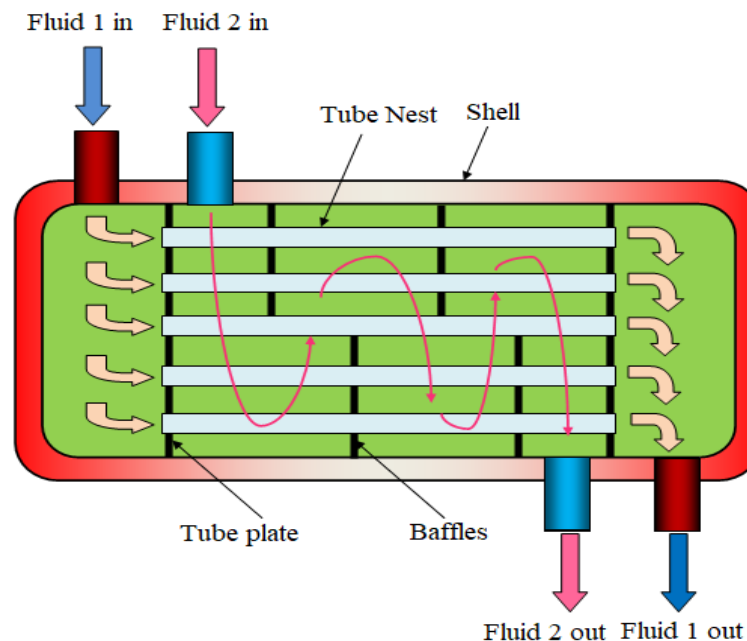 Fluid 1 in
Fluid 2 in
Tube Nest
Shell
Tube plate
Baffles
Fluid 2 out
Fluid 1 out